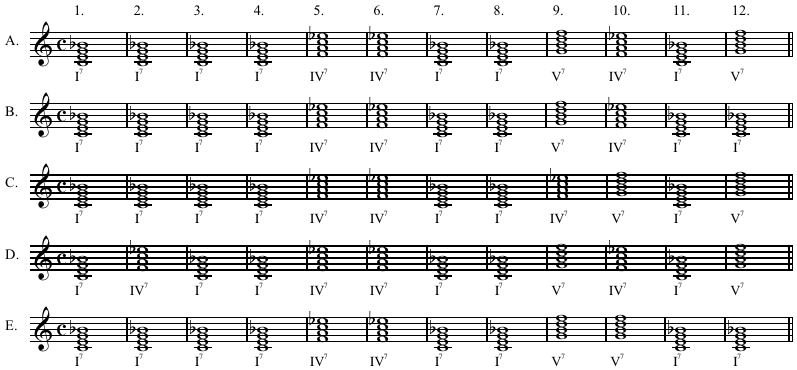 1. 2. 3. 4. 5. 6. 7. 8. 9. 10. 11. 12.
A.
I⁷ I⁷ I⁷ I⁷ IV⁷ IV⁷ I⁷ I⁷ V⁷ IV⁷ I⁷ V⁷
B.
I⁷ I⁷ I⁷ I⁷ IV⁷ IV⁷ I⁷ I⁷ V⁷ IV⁷ I⁷ I⁷
C.
I⁷ I⁷ I⁷ I⁷ IV⁷ IV⁷ I⁷ I⁷ IV⁷ V⁷ I⁷ V⁷
D.
I⁷ IV⁷ I⁷ I⁷ IV⁷ IV⁷ I⁷ I⁷ V⁷ IV⁷ I⁷ V⁷
E.
I⁷ I⁷ I⁷ I⁷ IV⁷ IV⁷ I⁷ I⁷ V⁷ V⁷ I⁷ I⁷